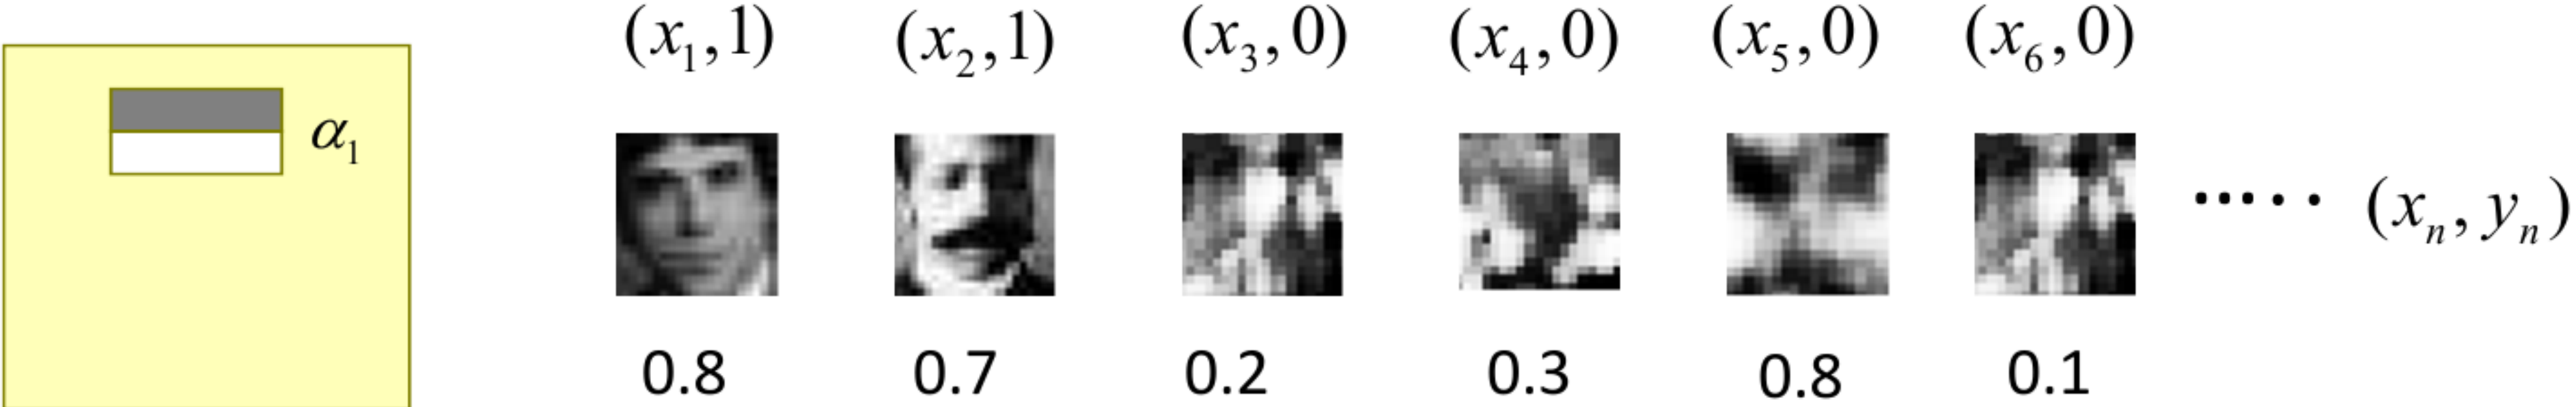 (x₁,1) (x₂,1) (x₃,0) (x₄,0) (x₅,0) (x₆,0)
α₁
..... (xₙ, yₙ)
0.8 0.7 0.2 0.3 0.8 0.1